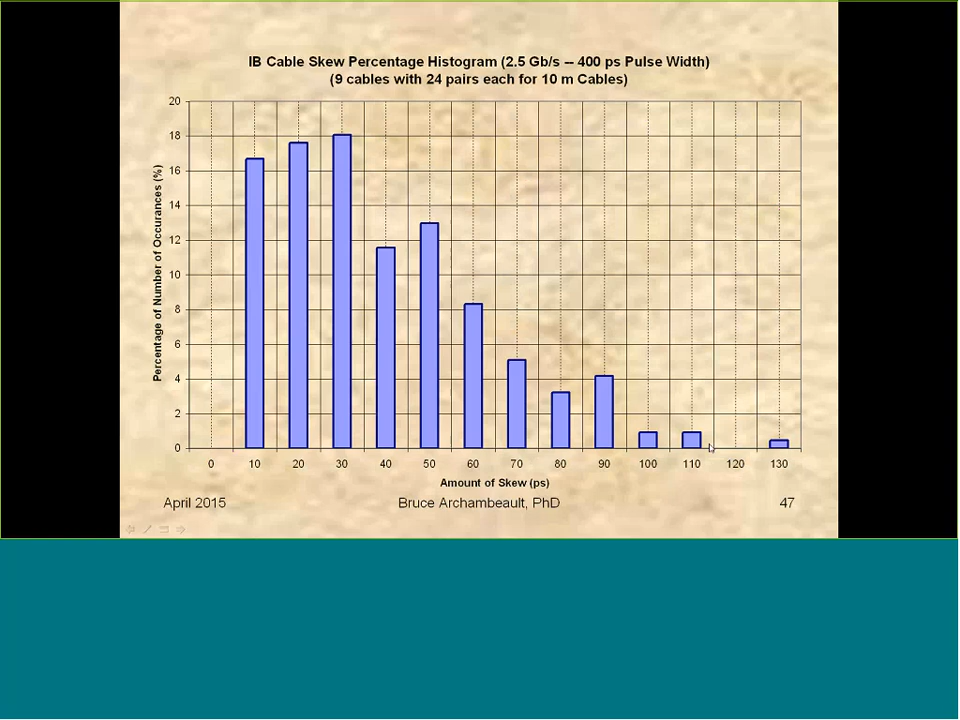 IB Cable Skew Percentage Histogram (2.5 Gb/s -- 400 ps Pulse Width)
(9 cables with 24 pairs each for 10 m Cables)
20
18
16
14
12
10
8
6
4
2
0
Percentage of Number of Occurances (%)
0 10 20 30 40 50 60 70 80 90 100 110 120 130
Amount of Skew (ps)
April 2015 Bruce Archambeault, PhD 47